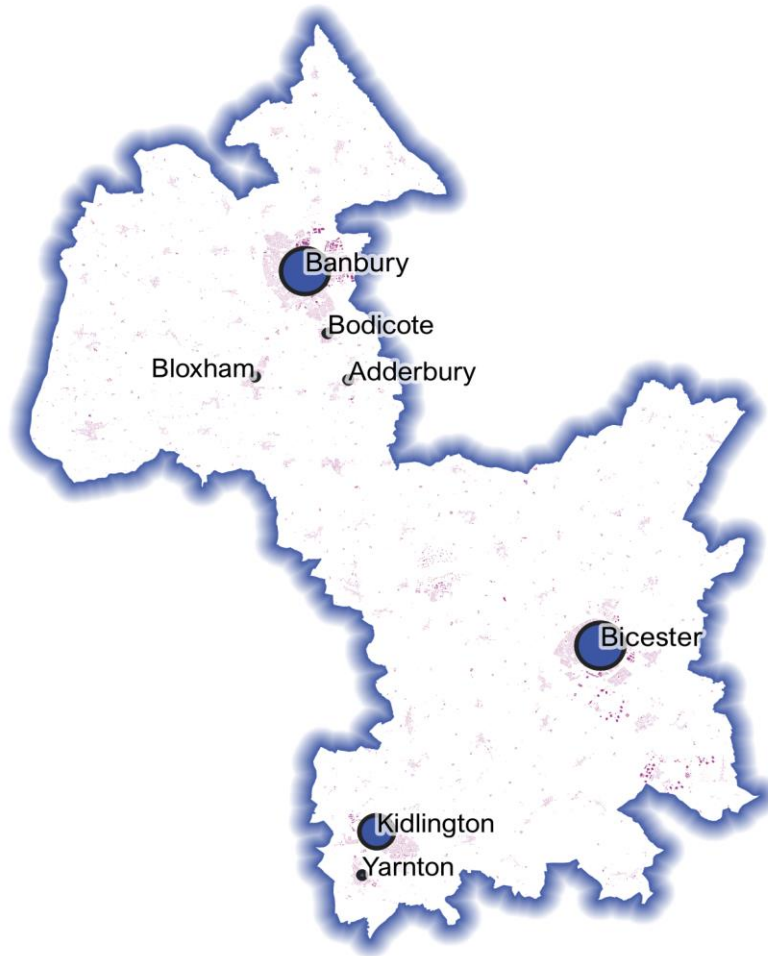 Banbury
Bodicote
Bloxham
Adderbury
Bicester
Kidlington
Yarnton